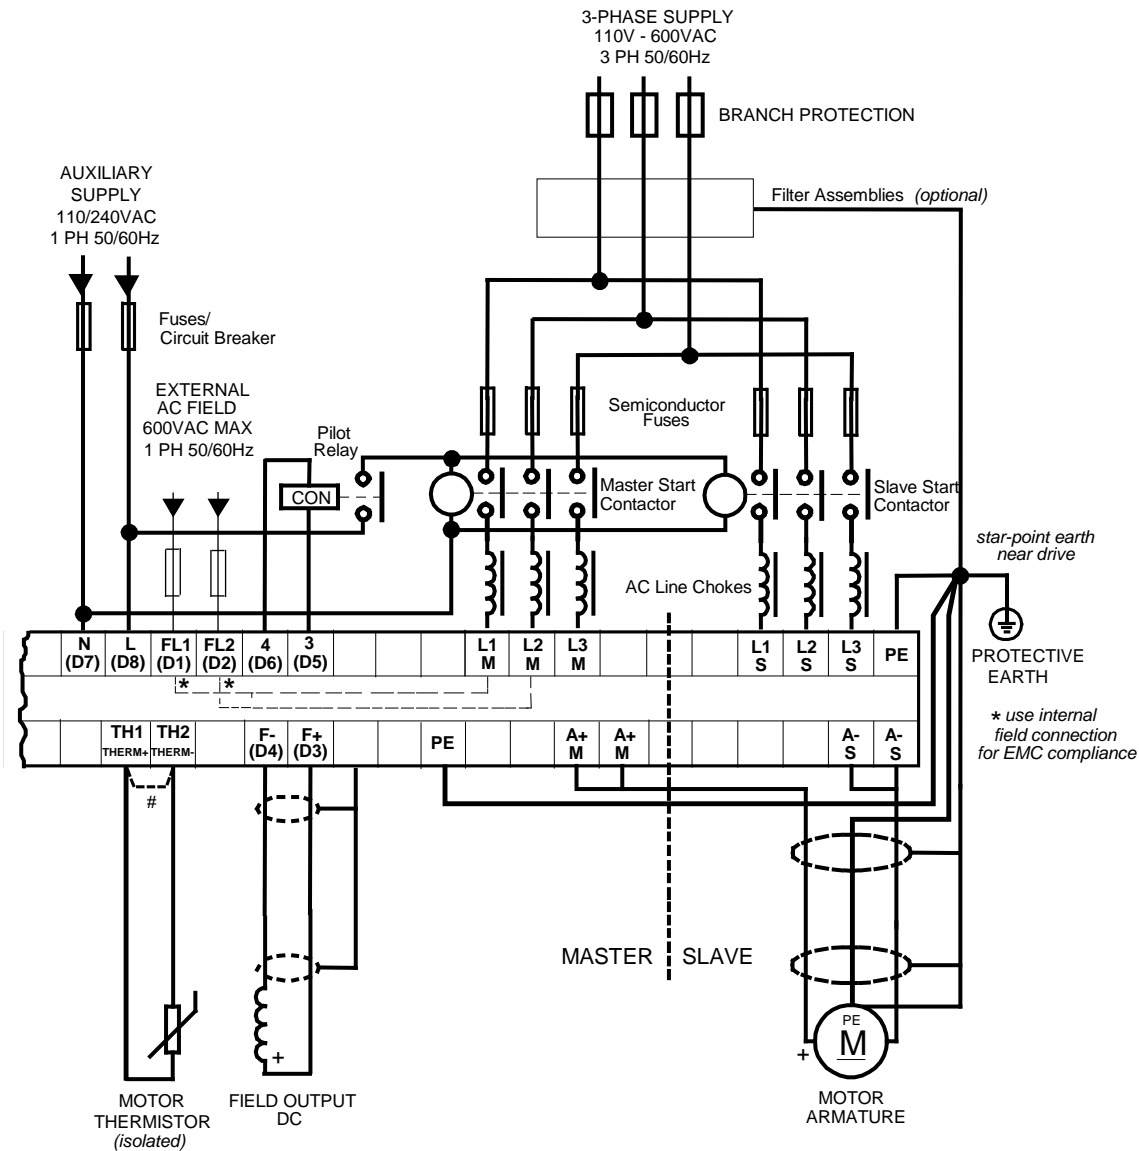 3-PHASE SUPPLY
110V - 600VAC
3 PH 50/60Hz
BRANCH PROTECTION
AUXILIARY
SUPPLY
110/240VAC
1 PH 50/60Hz
Filter Assemblies (optional)
Fuses/
Circuit Breaker
EXTERNAL
AC FIELD
600VAC MAX
1 PH 50/60Hz
Pilot
Relay
Semiconductor
Fuses
CON
Master Start
Contactor
Slave Start
Contactor
star-point earth
near drive
AC Line Chokes
N
(D7)
L
(D8)
FL1
(D1)
FL2
(D2)
4
(D6)
3
(D5)
L1
M
L2
M
L3
M
L1
S
L2
S
L3
S
PE
PROTECTIVE
EARTH
* *
* use internal
field connection
for EMC compliance
TH1
THERM+
TH2
THERM-
F-
(D4)
F+
(D3)
PE
A+
M
A+
M
A-
S
A-
S
#
MASTER
SLAVE
PE
M
+
+
MOTOR
THERMISTOR
(isolated)
FIELD OUTPUT
DC
MOTOR
ARMATURE